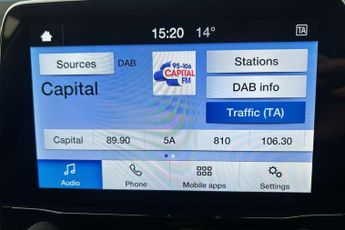 15:20 14° TA
Sources DAB 95-106 CAPITAL FM Stations
Capital
DAB info
Traffic (TA)
Capital 89.90 5A 810 106.30
Audio Phone Mobile apps Settings